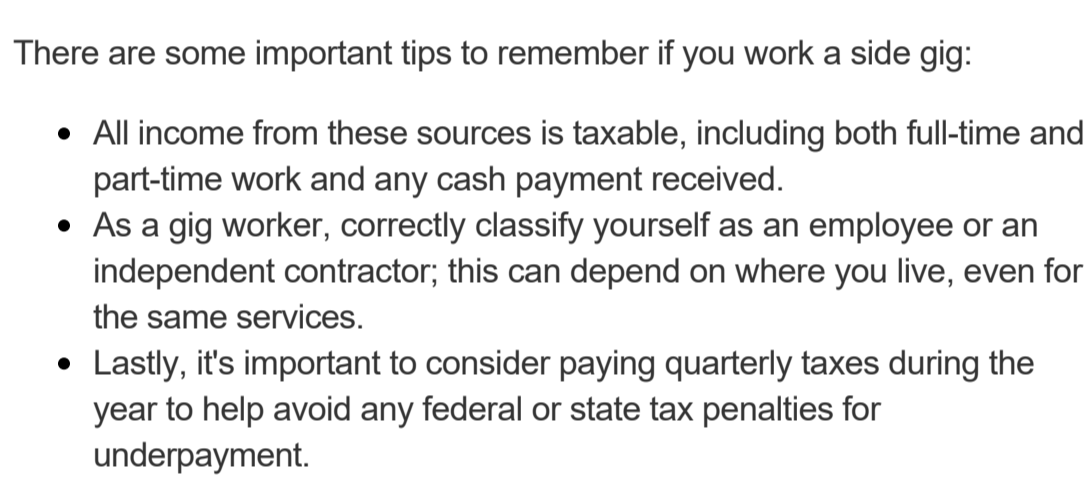 There are some important tips to remember if you work a side gig:
• All income from these sources is taxable, including both full-time and
part-time work and any cash payment received.
• As a gig worker, correctly classify yourself as an employee or an
independent contractor; this can depend on where you live, even for
the same services.
• Lastly, it's important to consider paying quarterly taxes during the
year to help avoid any federal or state tax penalties for
underpayment.